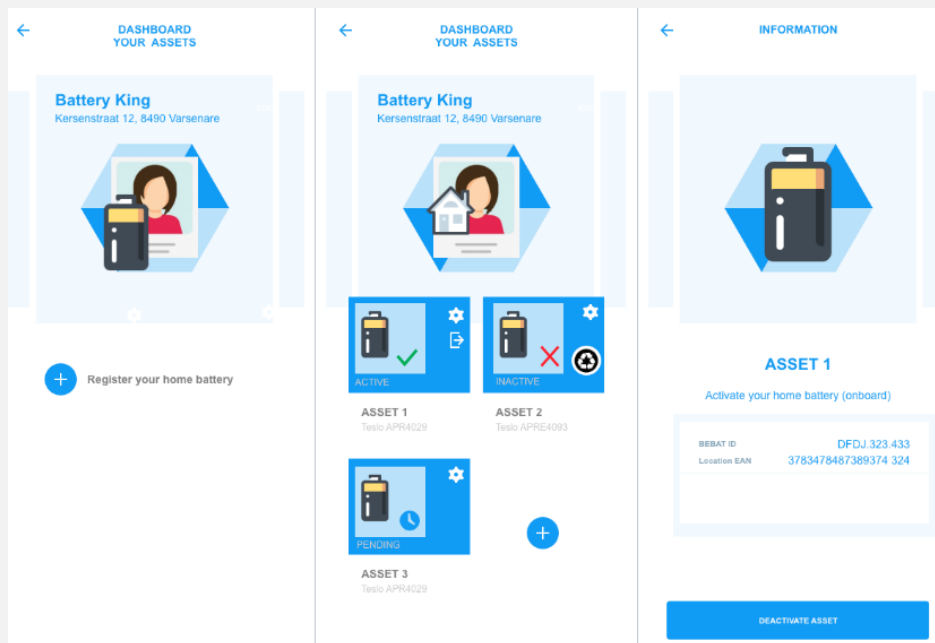 DASHBOARD
YOUR ASSETS
Battery King
Kersenstraat 12, 8490 Varsenare
Register your home battery
DASHBOARD
YOUR ASSETS
Battery King
Kersenstraat 12, 8490 Varsenare
ACTIVE
INACTIVE
ASSET 1
Teslo APR4029
ASSET 2
Teslo APRE4093
PENDING
ASSET 3
Teslo APR4029
INFORMATION
ASSET 1
Activate your home battery (onboard)
BEBAT ID
DFDJ.323.433
Location EAN
3783478487389374 324
DEACTIVATE ASSET